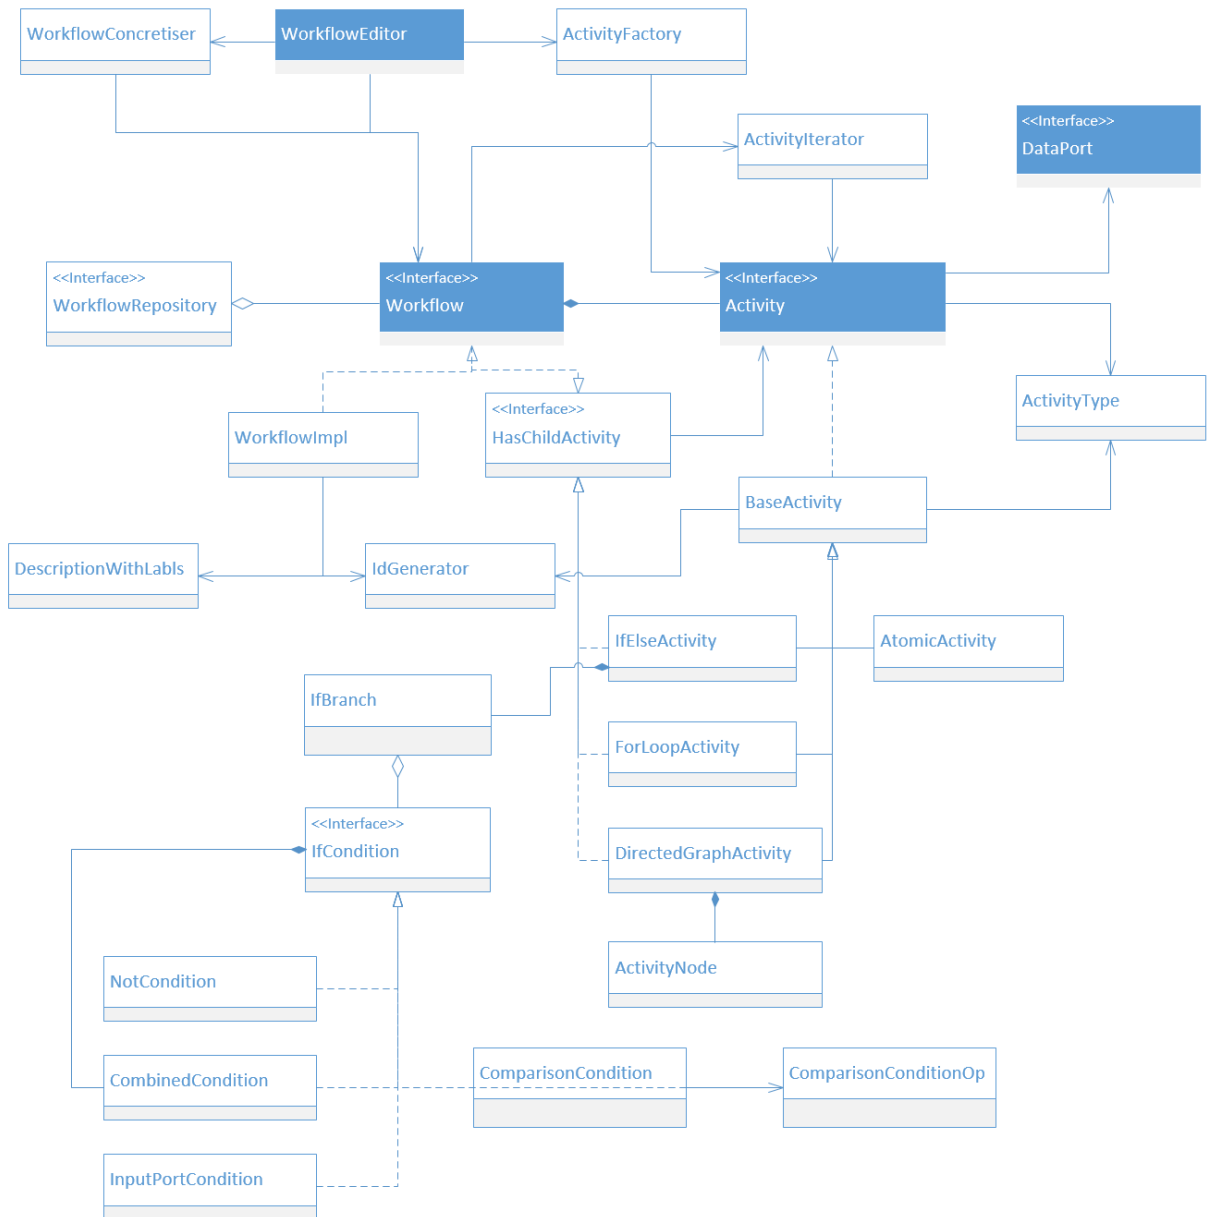 WorkflowConcretiser
WorkflowEditor
ActivityFactory
<<Interface>>
DataPort
ActivityIterator
<<Interface>>
WorkflowRepository
<<Interface>>
Workflow
<<Interface>>
Activity
ActivityType
<<Interface>>
HasChildActivity
WorkflowImpl
BaseActivity
DescriptionWithLabls
IdGenerator
IfElseActivity
AtomicActivity
IfBranch
ForLoopActivity
<<Interface>>
IfCondition
DirectedGraphActivity
ActivityNode
NotCondition
CombinedCondition
ComparisonCondition
ComparisonConditionOp
InputPortCondition